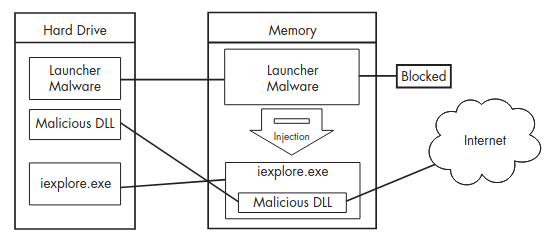 Hard Drive
Memory
Launcher
Malware
Launcher
Malware
Blocked
Malicious DLL
Injection
Internet
iexplore.exe
iexplore.exe
Malicious DLL